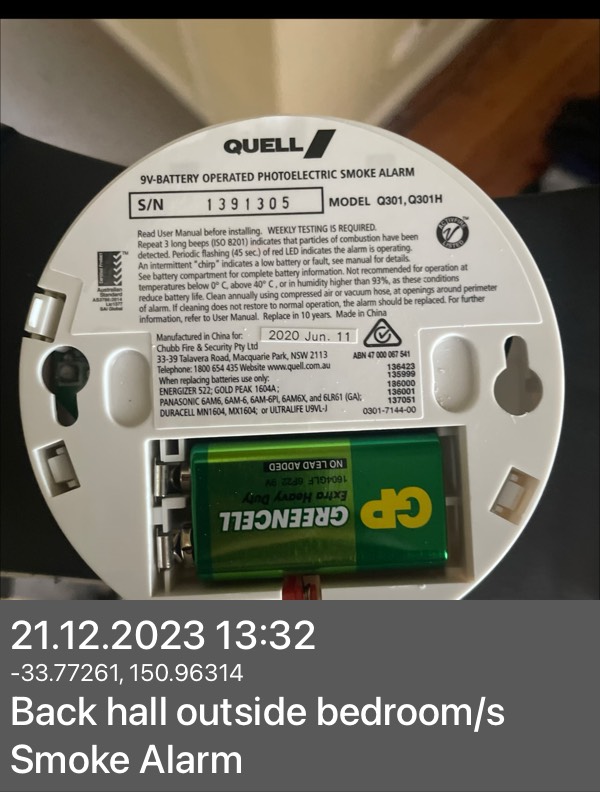 QUELL
9V-BATTERY OPERATED PHOTOELECTRIC SMOKE ALARM
S/N 1391305 MODEL Q301, Q301H
Read User Manual before installing. WEEKLY TESTING IS REQUIRED.
Repeat 3 long beeps (ISO 8201) indicates that particles of combustion have been
detected. Periodic flashing (45 sec.) of red LED indicates the alarm is operating.
An intermittent "chirp" indicates a low battery or fault, see manual for details.
See battery compartment for complete battery information. Not recommended for operation at
temperatures below 0° C, above 40° C, or in humidity higher than 93%, as these conditions
reduce battery life. Clean annually using compressed air or vacuum hose, at openings around perimeter
of alarm. If cleaning does not restore to normal operation, the alarm should be replaced. For further
information, refer to User Manual. Replace in 10 years. Made in China
Australian
Standard
Manufactured in China for: 2020 Jun. 11
Chubb Fire & Security Pty Ltd
33-39 Talavera Road, Macquarie Park, NSW 2113
Telephone: 1800 654 435 Website www.quell.com.au
When replacing batteries use only:
ENERGIZER 522; GOLD PEAK 1604A;
PANASONIC 6AM6, 6AM-6, 6AM-6PI, 6AM6X, and 6LR61 (GA);
DURACELL MN1604, MX1604; or ULTRALIFE U9VL-J
ABN 47 000 067 541
136423
135999
136000
136001
137051
0301-7144-00
GP
GREENCELL
Extra Heavy Duty
1604GLF 6F22 9V
NO LEAD ADDED
21.12.2023 13:32
-33.77261, 150.96314
Back hall outside bedroom/s
Smoke Alarm